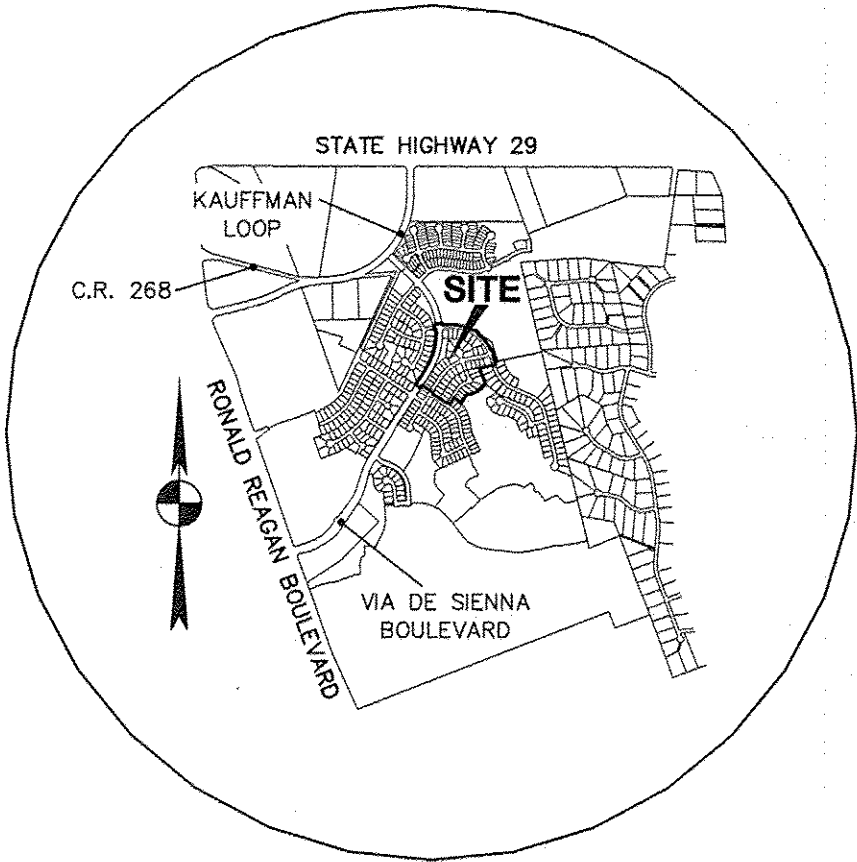 STATE HIGHWAY 29
KAUFFMAN
LOOP
C.R. 268
SITE
RONALD REAGAN BOULEVARD
VIA DE SIENNA
BOULEVARD